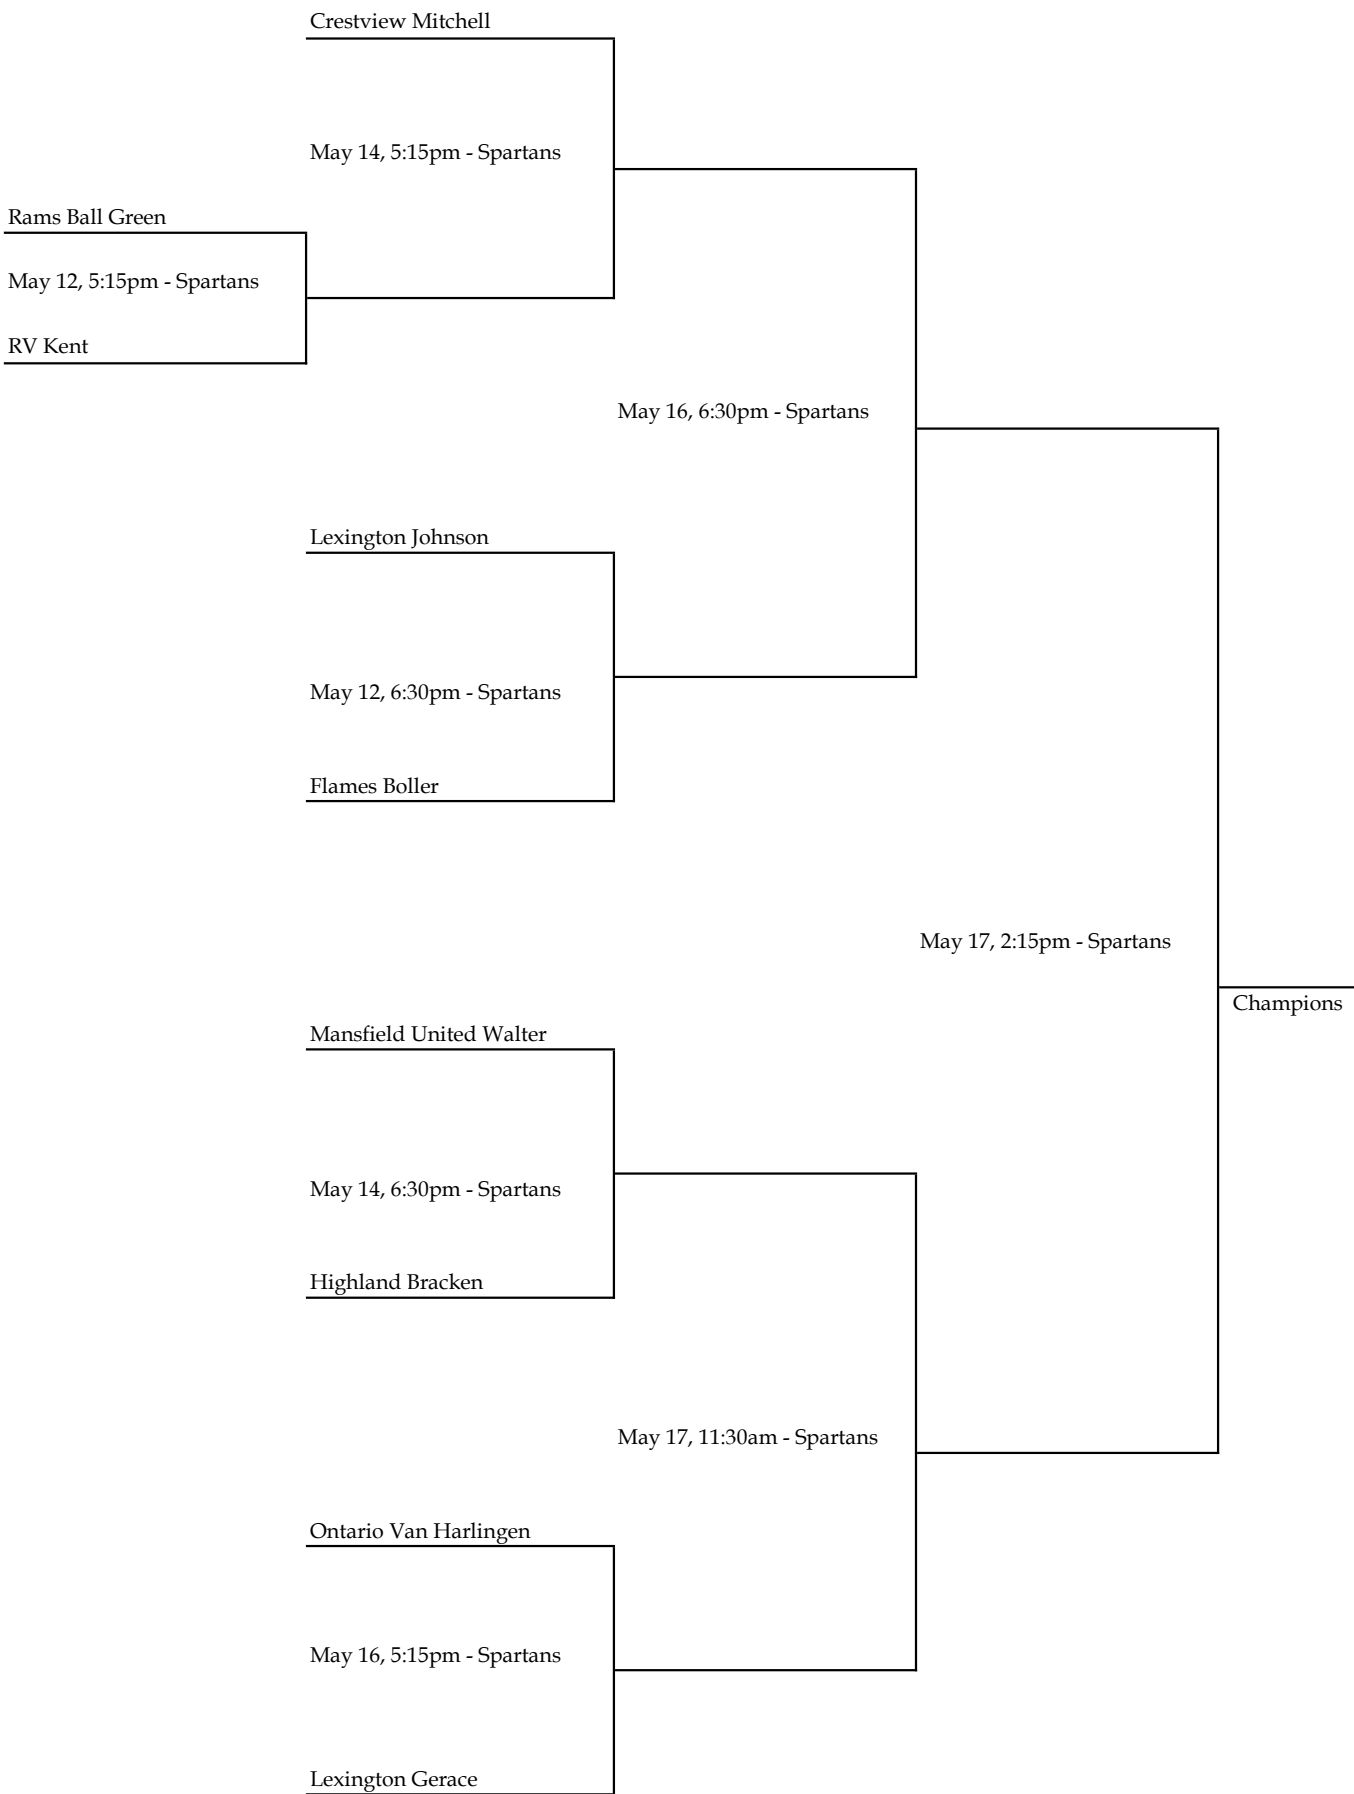 Crestview Mitchell
May 14, 5:15pm - Spartans
Rams Ball Green
May 12, 5:15pm - Spartans
RV Kent
May 16, 6:30pm - Spartans
Lexington Johnson
May 12, 6:30pm - Spartans
Flames Boller
May 17, 2:15pm - Spartans
Champions
Mansfield United Walter
May 14, 6:30pm - Spartans
Highland Bracken
May 17, 11:30am - Spartans
Ontario Van Harlingen
May 16, 5:15pm - Spartans
Lexington Gerace